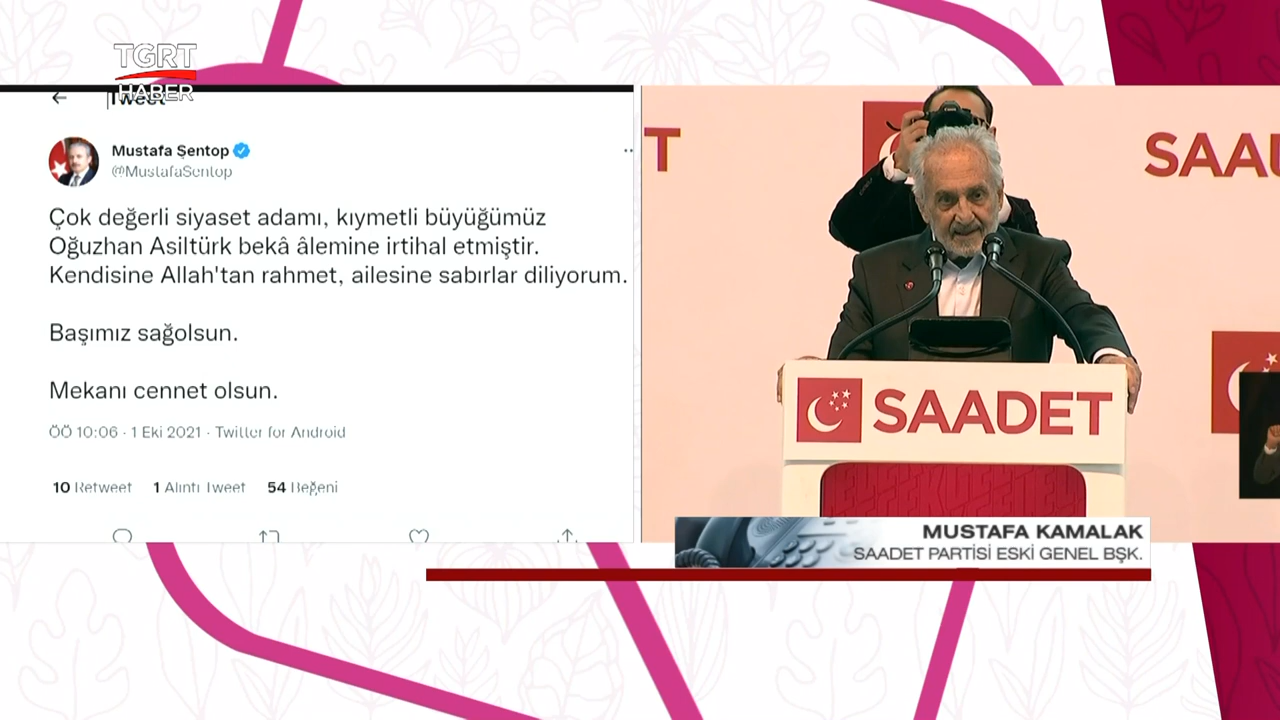 TGRT
HABER
Tweet
Mustafa Şentop
@MustafaSentop
Çok değerli siyaset adamı, kıymetli büyüğümüz
Oğuzhan Asiltürk bekâ âlemine irtihal etmiştir.
Kendisine Allah'tan rahmet, ailesine sabırlar diliyorum.
Başımız sağolsun.
Mekanı cennet olsun.
ÖÖ 10:06 · 1 Eki 2021 · Twitter for Android
10 Retweet 1 Alıntı Tweet 54 Beğeni
T
SAA
SAADET
MUSTAFA KAMALAK
SAADET PARTİSİ ESKİ GENEL BŞK.